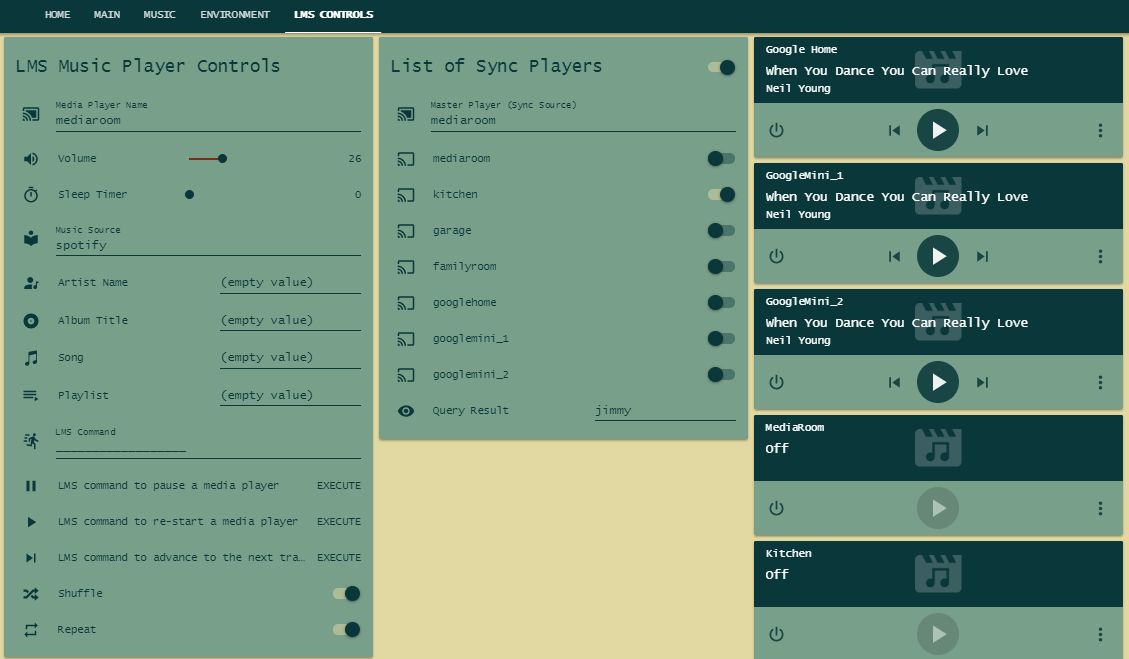 HOME MAIN MUSIC ENVIRONMENT LMS CONTROLS
LMS Music Player Controls
Media Player Name
mediaroom
Volume 26
Sleep Timer 0
Music Source
spotify
Artist Name (empty value)
Album Title (empty value)
Song (empty value)
Playlist (empty value)
LMS Command
__________________
LMS command to pause a media player EXECUTE
LMS command to re-start a media player EXECUTE
LMS command to advance to the next tra… EXECUTE
Shuffle
Repeat
List of Sync Players
Master Player (Sync Source)
mediaroom
mediaroom
kitchen
garage
familyroom
googlehome
googlemini_1
googlemini_2
Query Result jimmy
Google Home
When You Dance You Can Really Love
Neil Young
GoogleMini_1
When You Dance You Can Really Love
Neil Young
GoogleMini_2
When You Dance You Can Really Love
Neil Young
MediaRoom
Off
Kitchen
Off